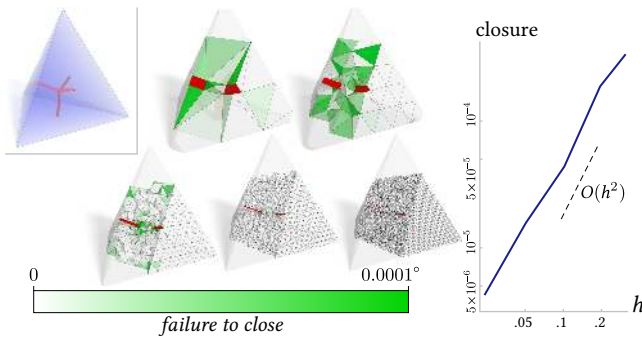 closure
10⁻⁴
5×10⁻⁵
O(h²)
10⁻⁵
5×10⁻⁶
.05 .1 .2 h
0 0.0001°
failure to close